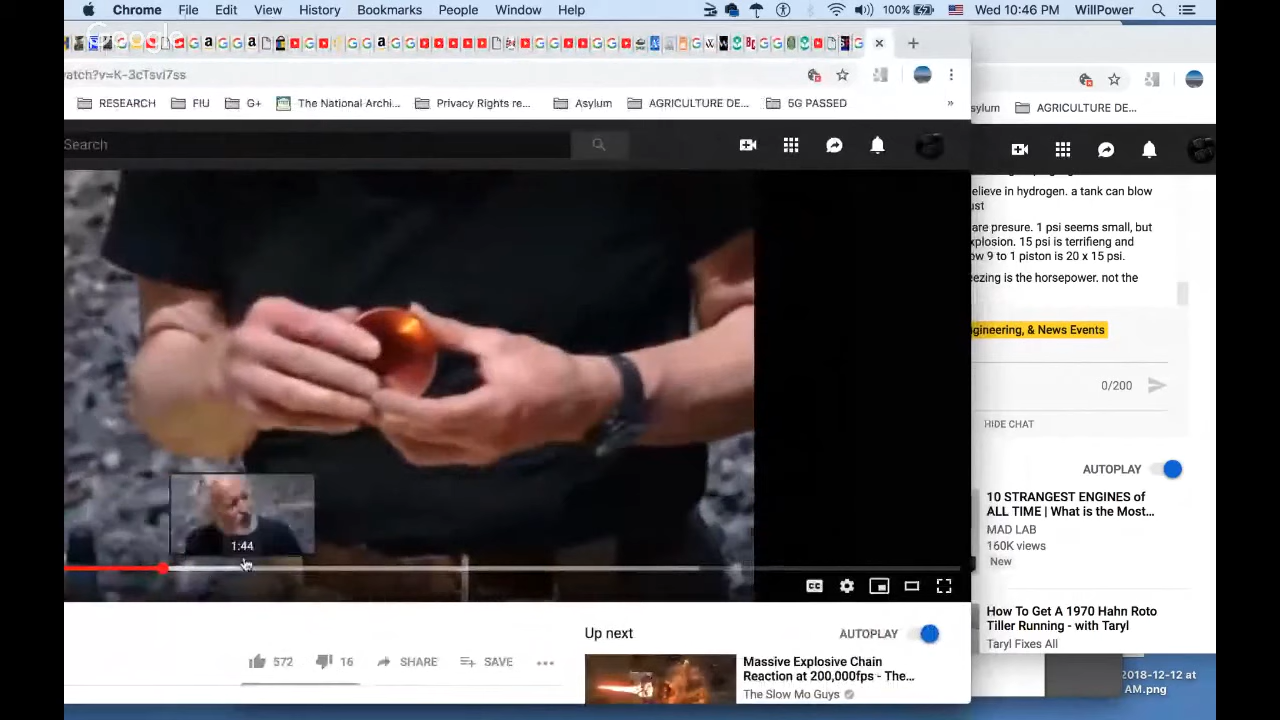 Chrome File Edit View History Bookmarks People Window Help 100% Wed 10:46 PM WillPower
Google
watch?v=K-3cTsvi7ss
RESEARCH FIU G+ The National Archi... Privacy Rights re... Asylum AGRICULTURE DE... 5G PASSED »
sylum AGRICULTURE DE...
Search
elieve in hydrogen. a tank can blow
ust
are presure. 1 psi seems small, but
xplosion. 15 psi is terrifieng and
ow 9 to 1 piston is 20 x 15 psi.
eezing is the horsepower. not the
ngineering, & News Events
0/200
HIDE CHAT
AUTOPLAY
10 STRANGEST ENGINES of
ALL TIME | What is the Most...
MAD LAB
160K views
New
1:44
CC
How To Get A 1970 Hahn Roto
Tiller Running - with Taryl
Taryl Fixes All
Up next AUTOPLAY
572 16 SHARE SAVE
Massive Explosive Chain
Reaction at 200,000fps - The...
The Slow Mo Guys
2018-12-12 at
AM.png